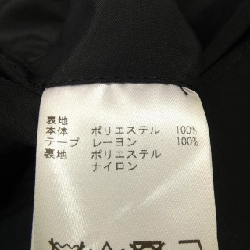 表地
本体 ポリエステル 100%
テープ レーヨン 100%
裏地 ポリエステル
ナイロン